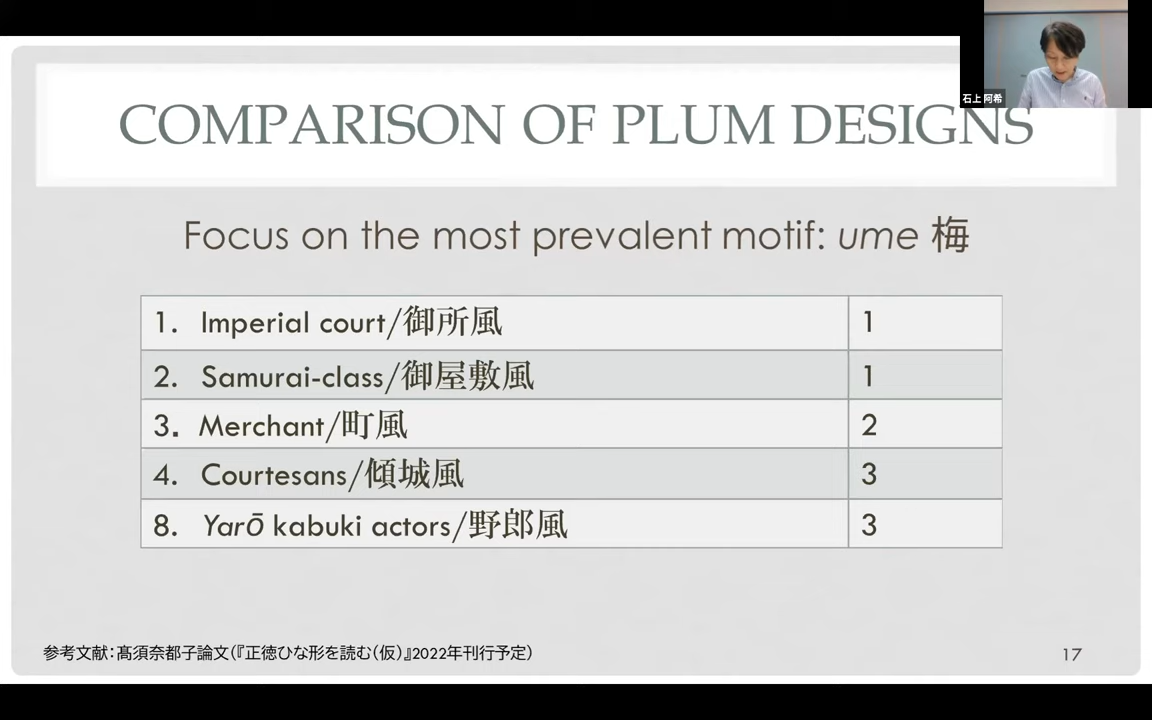 石上 阿希
COMPARISON OF PLUM DESIGNS
Focus on the most prevalent motif: ume 梅
1. Imperial court/御所風 1
2. Samurai-class/御屋敷風 1
3. Merchant/町風 2
4. Courtesans/傾城風 3
8. Yarō kabuki actors/野郎風 3
参考文献：髙須奈都子論文（『正徳ひな形を読む（仮）』2022年刊行予定）
17